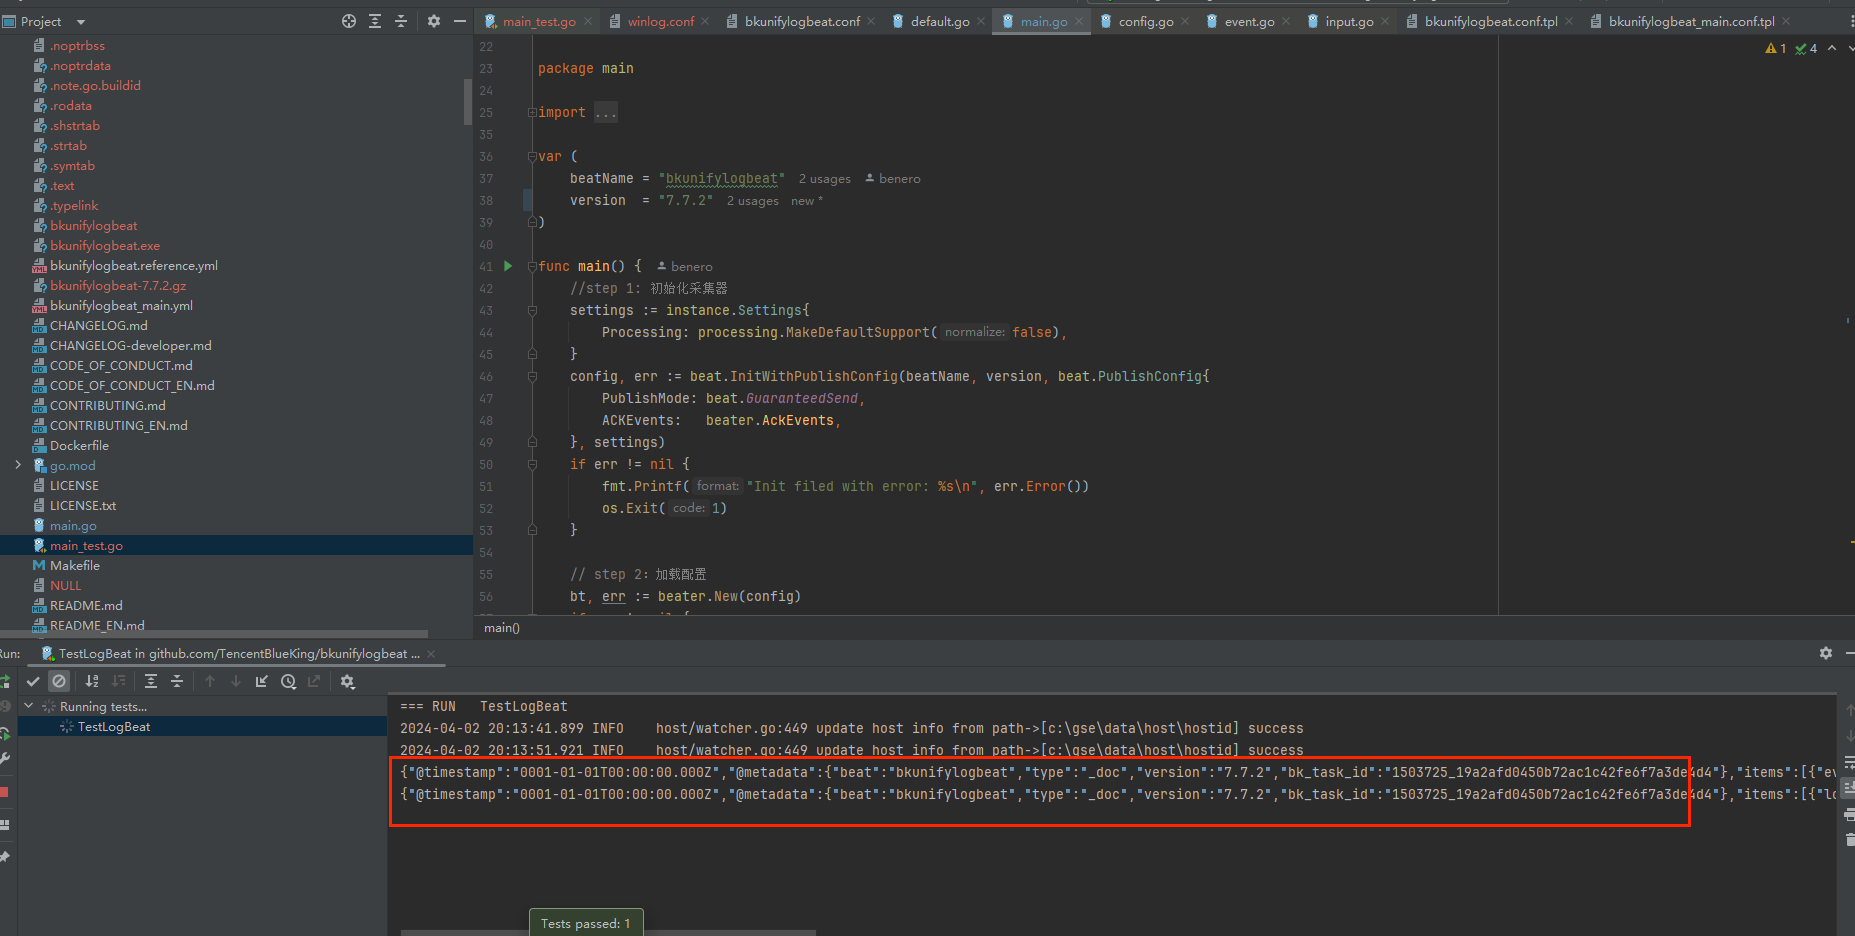 Project
main_test.go
winlog.conf
bkunifylogbeat.conf
default.go
main.go
config.go
event.go
input.go
bkunifylogbeat.conf.tpl
bkunifylogbeat_main.conf.tpl
.noptrbss
.noptrdata
.note.go.buildid
.rodata
.shstrtab
.strtab
.symtab
.text
.typelink
bkunifylogbeat
bkunifylogbeat.exe
bkunifylogbeat.reference.yml
bkunifylogbeat-7.7.2.gz
bkunifylogbeat_main.yml
CHANGELOG.md
CHANGELOG-developer.md
CODE_OF_CONDUCT.md
CODE_OF_CONDUCT_EN.md
CONTRIBUTING.md
CONTRIBUTING_EN.md
Dockerfile
go.mod
LICENSE
LICENSE.txt
main.go
main_test.go
Makefile
NULL
README.md
README_EN.md
1 4
22
23 package main
24
25 import ...
35
36 var (
37 beatName = "bkunifylogbeat" 2 usages benero
38 version = "7.7.2" 2 usages new *
39 )
40
41 func main() { benero
42 //step 1: 初始化采集器
43 settings := instance.Settings{
44 Processing: processing.MakeDefaultSupport( normalize: false),
45 }
46 config, err := beat.InitWithPublishConfig(beatName, version, beat.PublishConfig{
47 PublishMode: beat.GuaranteedSend,
48 ACKEvents: beater.AckEvents,
49 }, settings)
50 if err != nil {
51 fmt.Printf( format: "Init filed with error: %s\n", err.Error())
52 os.Exit( code: 1)
53 }
54
55 // step 2: 加载配置
56 bt, err := beater.New(config)
main()
Run: TestLogBeat in github.com/TencentBlueKing/bkunifylogbeat ...
Running tests...
TestLogBeat
=== RUN TestLogBeat
2024-04-02 20:13:41.899 INFO host/watcher.go:449 update host info from path->[c:\gse\data\host\hostid] success
2024-04-02 20:13:51.921 INFO host/watcher.go:449 update host info from path->[c:\gse\data\host\hostid] success
{"@timestamp":"0001-01-01T00:00:00.000Z","@metadata":{"beat":"bkunifylogbeat","type":"_doc","version":"7.7.2","bk_task_id":"1503725_19a2afd0450b72ac1c42fe6f7a3de4d4"},"items":[{"ev
{"@timestamp":"0001-01-01T00:00:00.000Z","@metadata":{"beat":"bkunifylogbeat","type":"_doc","version":"7.7.2","bk_task_id":"1503725_19a2afd0450b72ac1c42fe6f7a3de4d4"},"items":[{"lo
Tests passed: 1